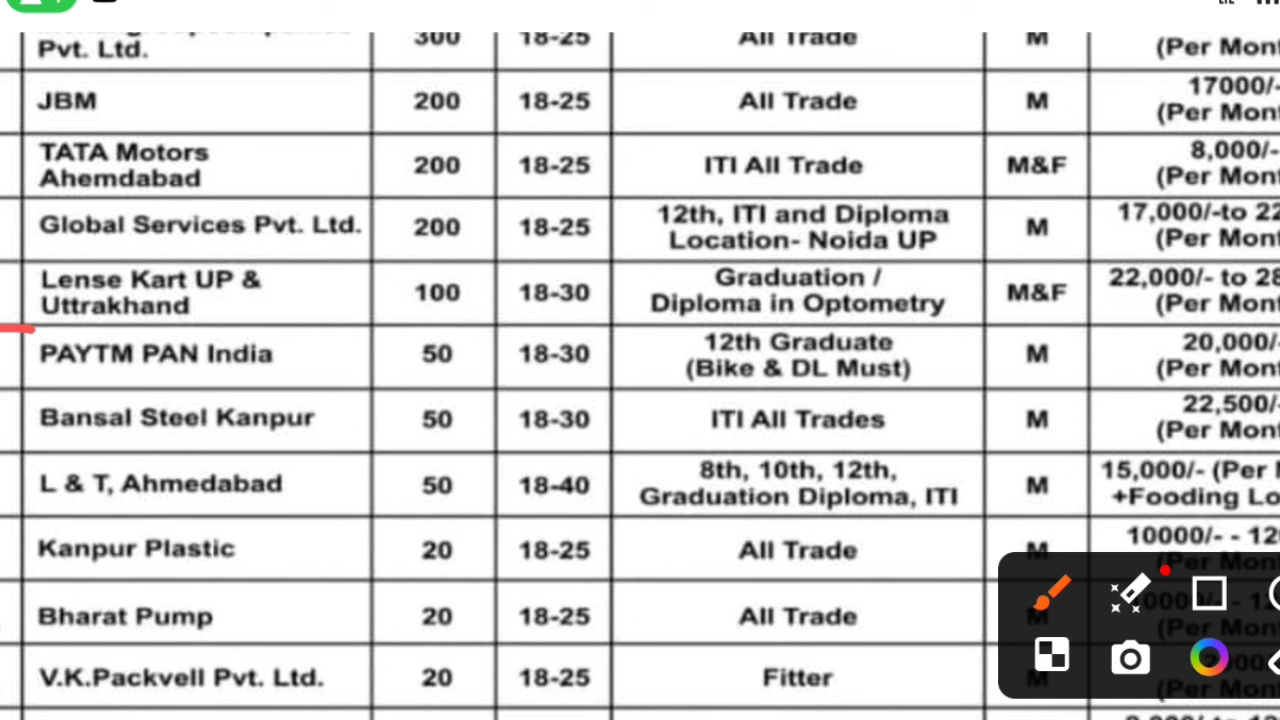 Pvt. Ltd. 300 18-25 All Trade M (Per Mont
JBM 200 18-25 All Trade M 17000/-
(Per Mont
TATA Motors
Ahemdabad 200 18-25 ITI All Trade M&F 8,000/-
(Per Mont
Global Services Pvt. Ltd. 200 18-25 12th, ITI and Diploma
Location- Noida UP M 17,000/-to 22
(Per Mont
Lense Kart UP &
Uttrakhand 100 18-30 Graduation /
Diploma in Optometry M&F 22,000/- to 28
(Per Mont
PAYTM PAN India 50 18-30 12th Graduate
(Bike & DL Must) M 20,000/-
(Per Mont
Bansal Steel Kanpur 50 18-30 ITI All Trades M 22,500/-
(Per Mont
L & T, Ahmedabad 50 18-40 8th, 10th, 12th,
Graduation Diploma, ITI M 15,000/- (Per
+Fooding Lo
Kanpur Plastic 20 18-25 All Trade M 10000/- - 12
(Per Mon
Bharat Pump 20 18-25 All Trade M
(Per Mon
V.K.Packvell Pvt. Ltd. 20 18-25 Fitter M
(Per Mon